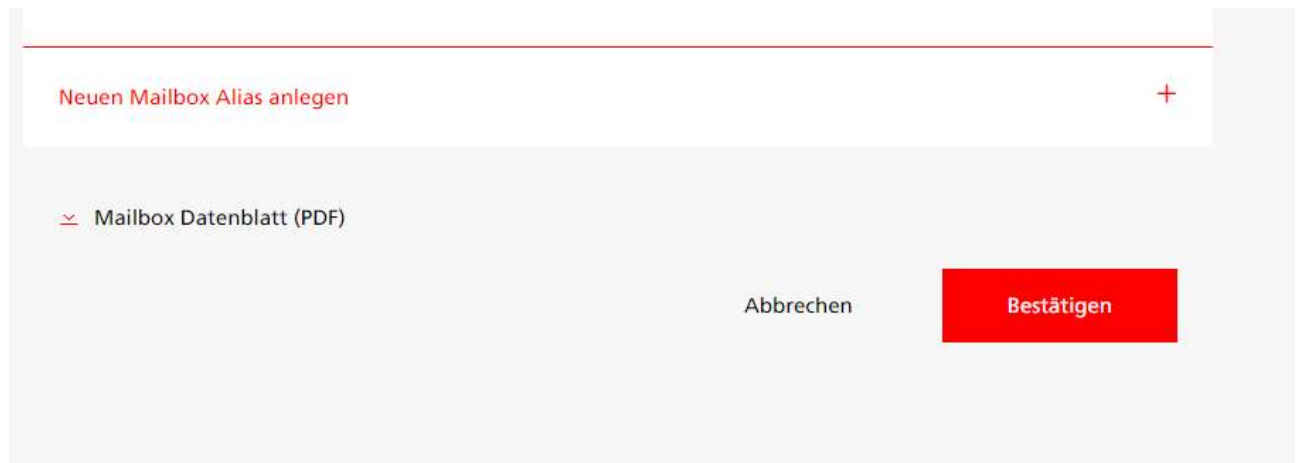 Neuen Mailbox Alias anlegen
Mailbox Datenblatt (PDF)
Abbrechen
Bestätigen